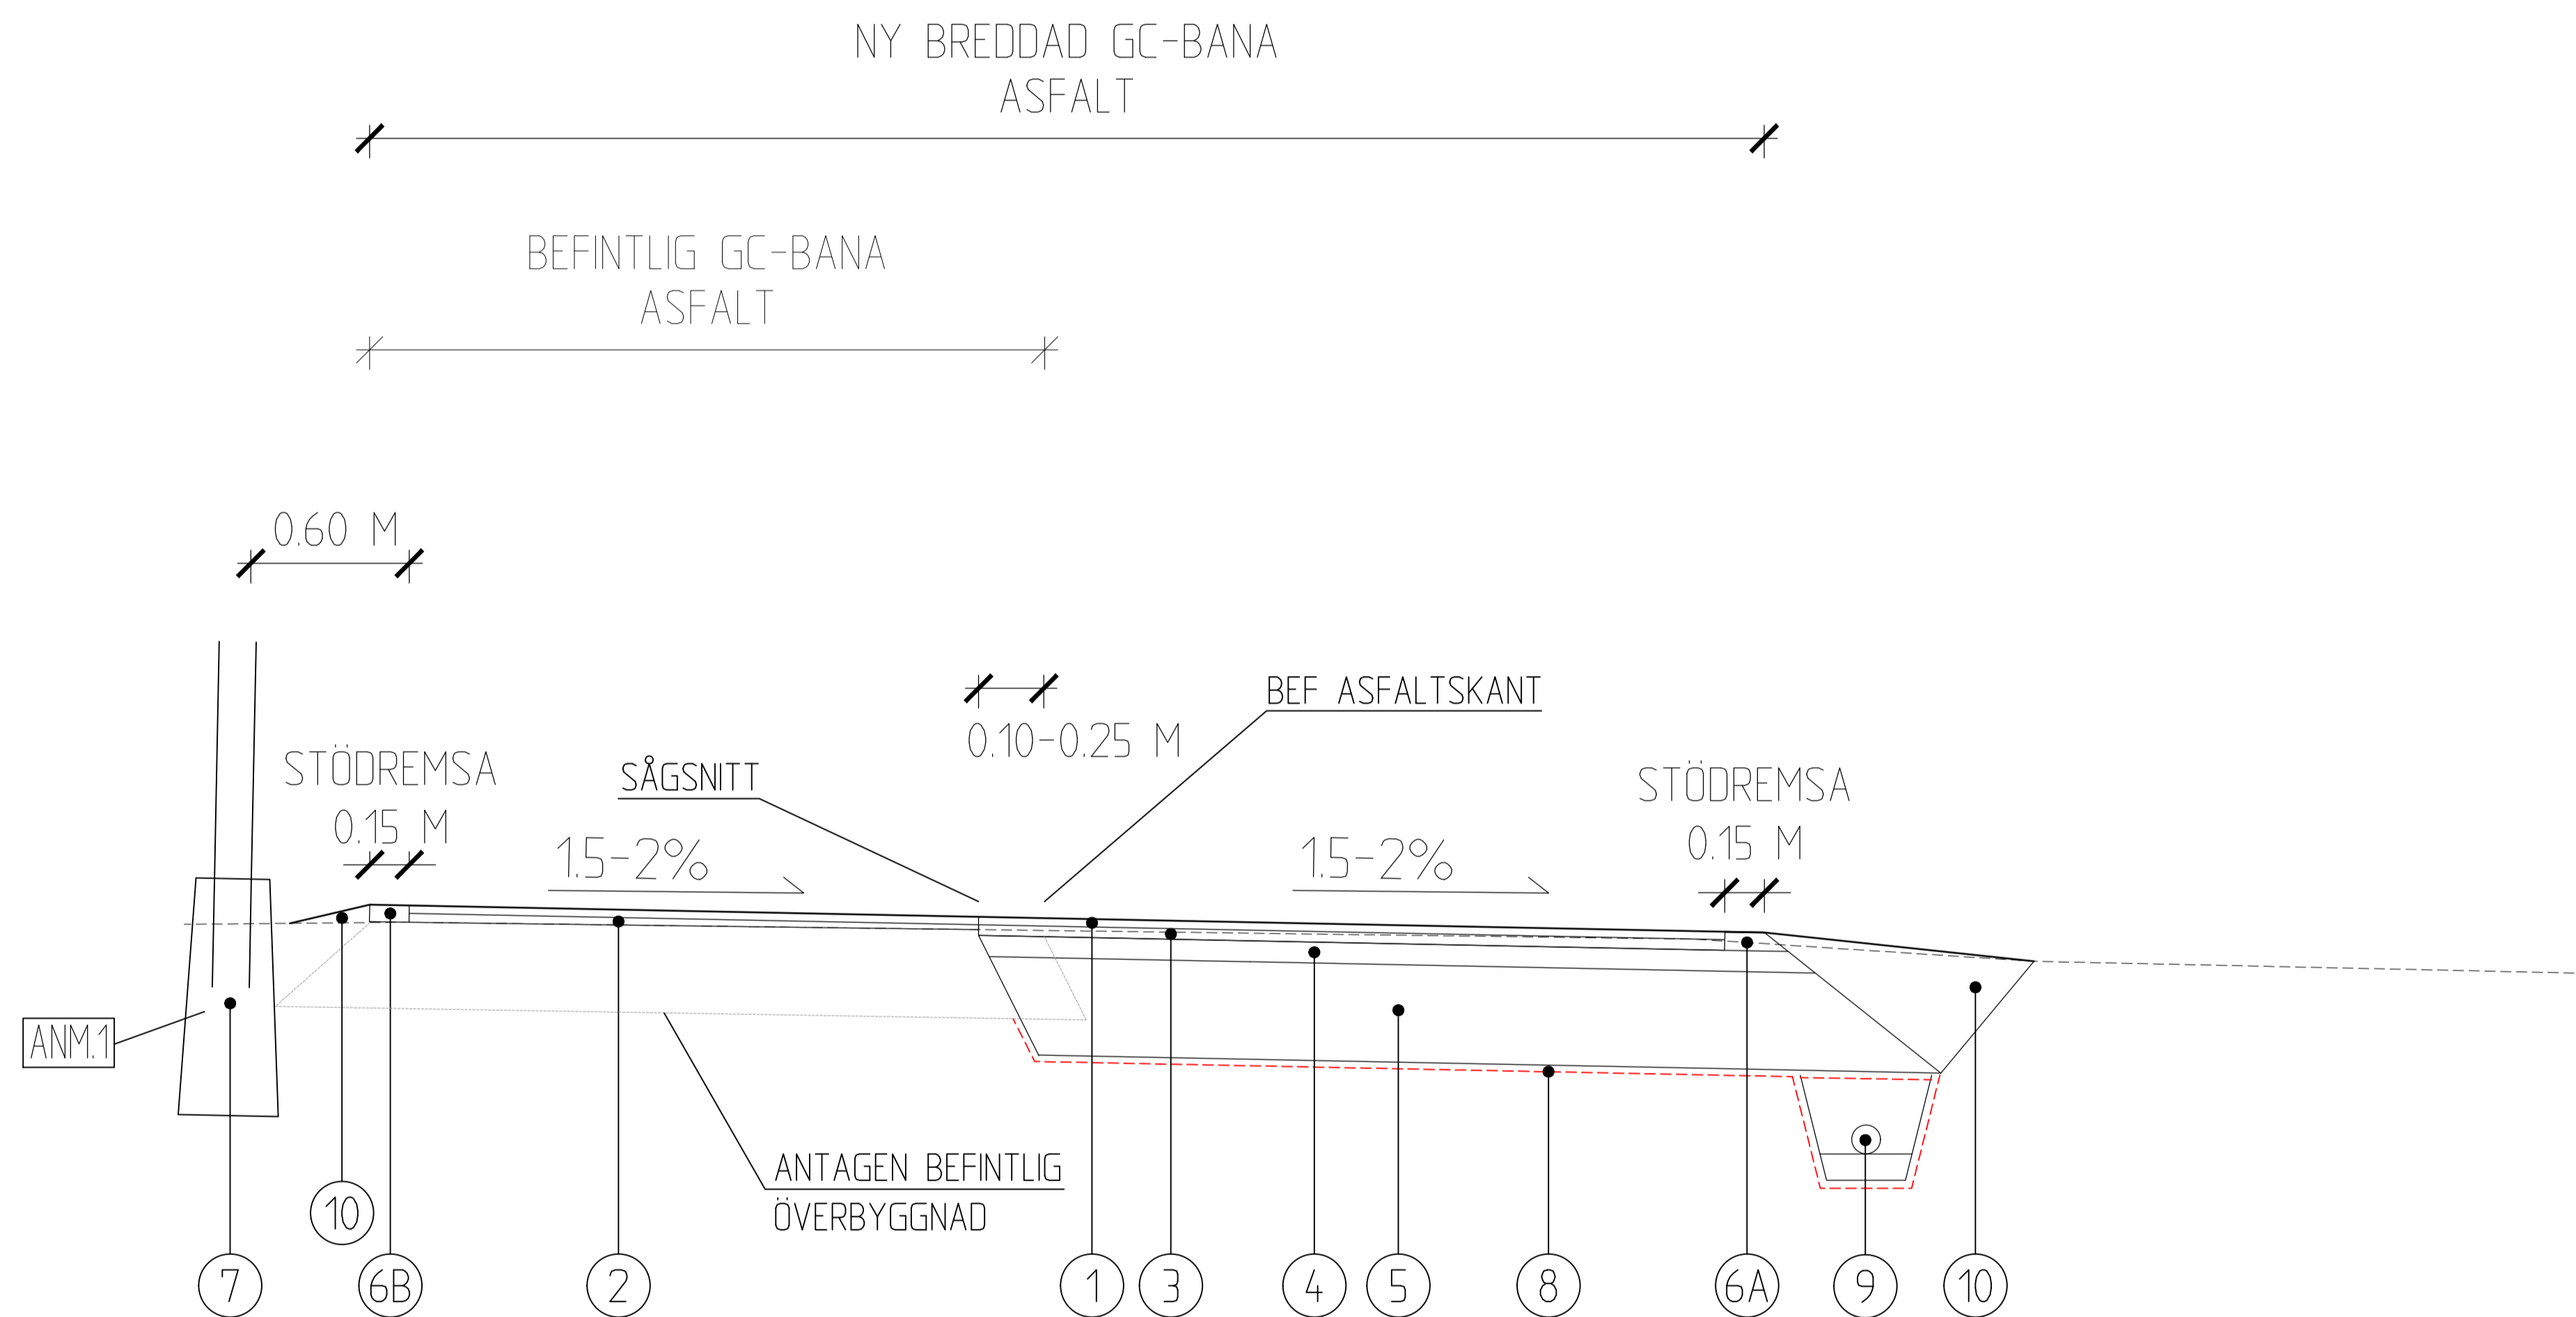 NY BREDDAD GC-BANA
ASFALT
BEFINTLIG GC-BANA
ASFALT
0.60 M
BEF ASFALTSKANT
0.10-0.25 M
SÅGSNITT
STÖDREMSA
0.15 M
STÖDREMSA
0.15 M
1.5-2%
1.5-2%
ANM.1
ANTAGEN BEFINTLIG
ÖVERBYGGNAD
10
7
6B
2
1
3
4
5
8
6A
9
10